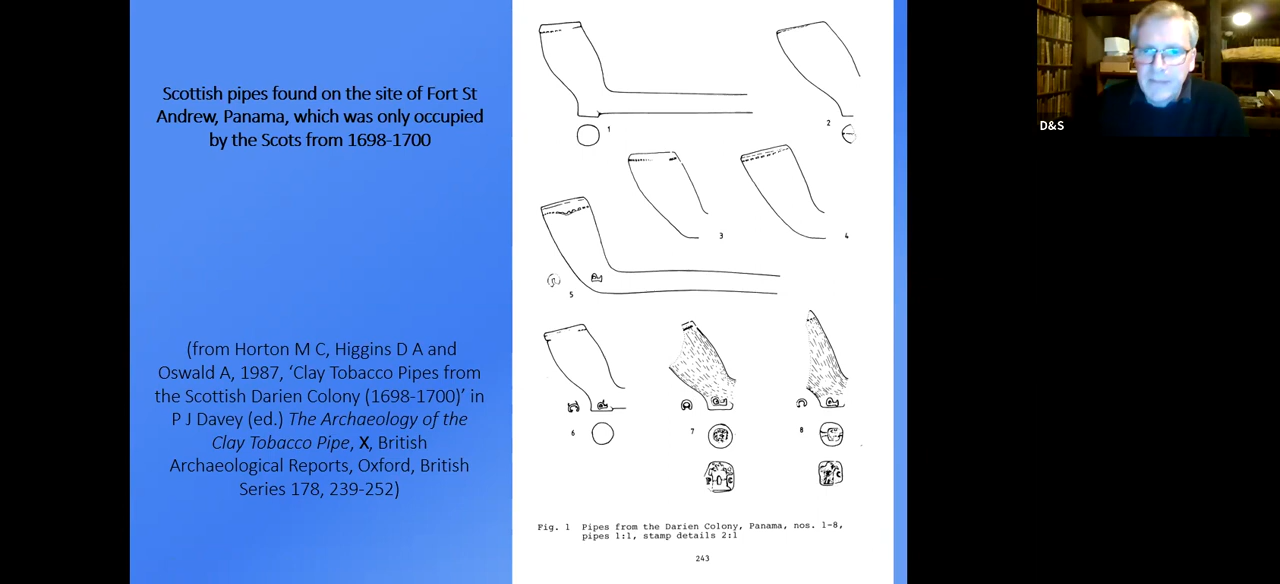 Scottish pipes found on the site of Fort St
Andrew, Panama, which was only occupied
by the Scots from 1698-1700
(from Horton M C, Higgins D A and
Oswald A, 1987, ‘Clay Tobacco Pipes from
the Scottish Darien Colony (1698-1700)’ in
P J Davey (ed.) The Archaeology of the
Clay Tobacco Pipe, X, British
Archaeological Reports, Oxford, British
Series 178, 239-252)
1
2
3
4
5
6
7
8
Fig. 1 Pipes from the Darien Colony, Panama, nos. 1-8,
pipes 1:1, stamp details 2:1
243
D&S